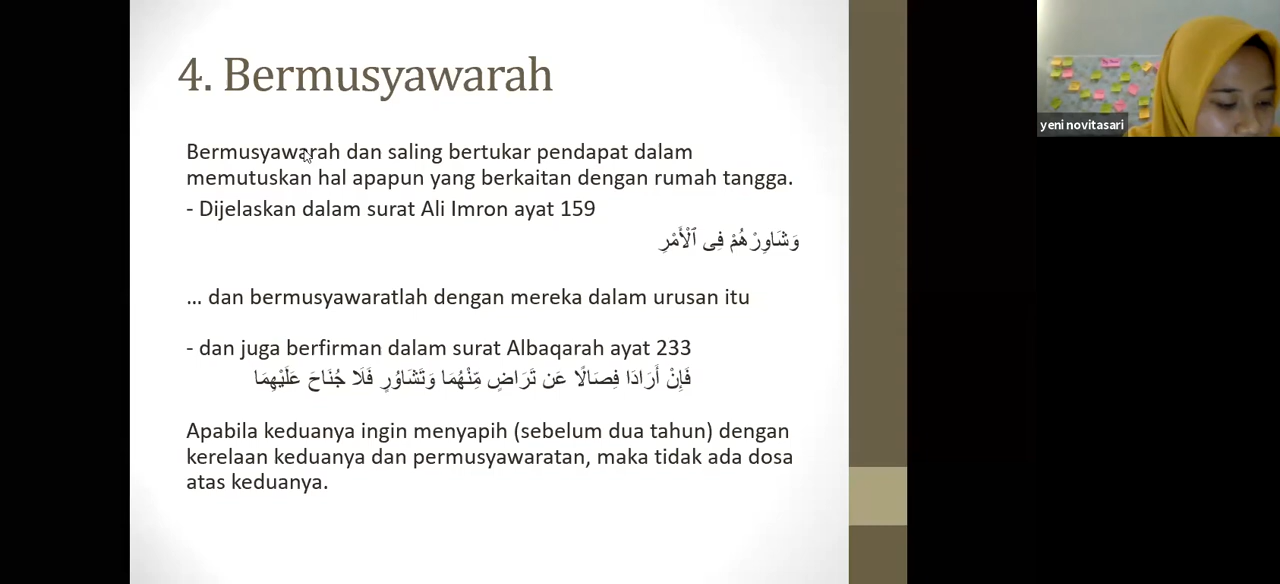 4. Bermusyawarah
Bermusyawarah dan saling bertukar pendapat dalam
memutuskan hal apapun yang berkaitan dengan rumah tangga.
- Dijelaskan dalam surat Ali Imron ayat 159
وَشَاوِرْهُمْ فِى ٱلْأَمْرِ
... dan bermusyawaratlah dengan mereka dalam urusan itu
- dan juga berfirman dalam surat Albaqarah ayat 233
فَإِنْ أَرَادَا فِصَالًا عَن تَرَاضٍ مِّنْهُمَا وَتَشَاوُرٍ فَلَا جُنَاحَ عَلَيْهِمَا
Apabila keduanya ingin menyapih (sebelum dua tahun) dengan
kerelaan keduanya dan permusyawaratan, maka tidak ada dosa
atas keduanya.
yeni novitasari